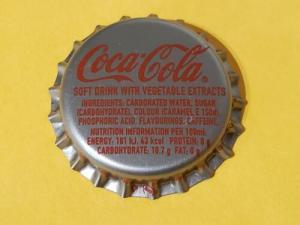 Coca-Cola®
SOFT DRINK WITH VEGETABLE EXTRACTS
INGREDIENTS: CARBONATED WATER, SUGAR
(CARBOHYDRATE), COLOUR (CARAMEL E 150d),
PHOSPHORIC ACID, FLAVOURINGS, CAFFEINE.
NUTRITION INFORMATION PER 100ml:
ENERGY: 181 kJ, 43 kcal PROTEIN: 0 g
CARBOHYDRATE: 10,7 g FAT: 0 g